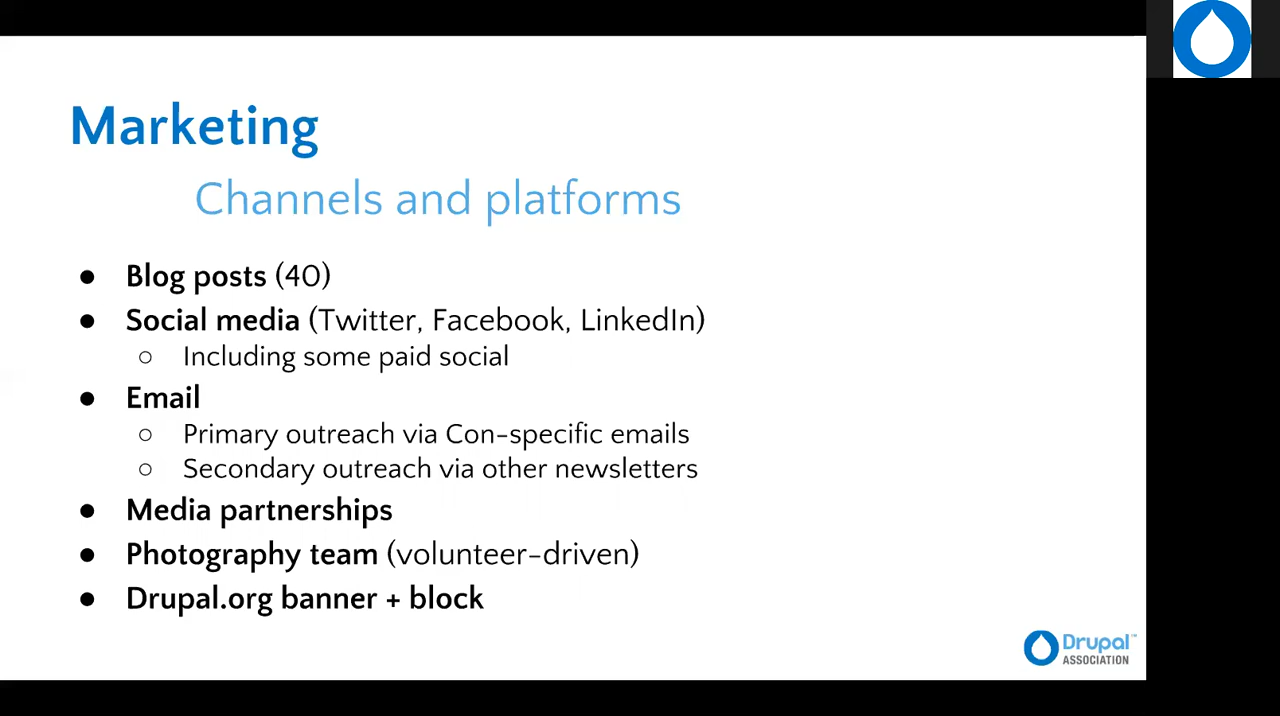 Marketing
Channels and platforms
● Blog posts (40)
● Social media (Twitter, Facebook, LinkedIn)
○ Including some paid social
● Email
○ Primary outreach via Con-specific emails
○ Secondary outreach via other newsletters
● Media partnerships
● Photography team (volunteer-driven)
● Drupal.org banner + block
Drupal™
ASSOCIATION